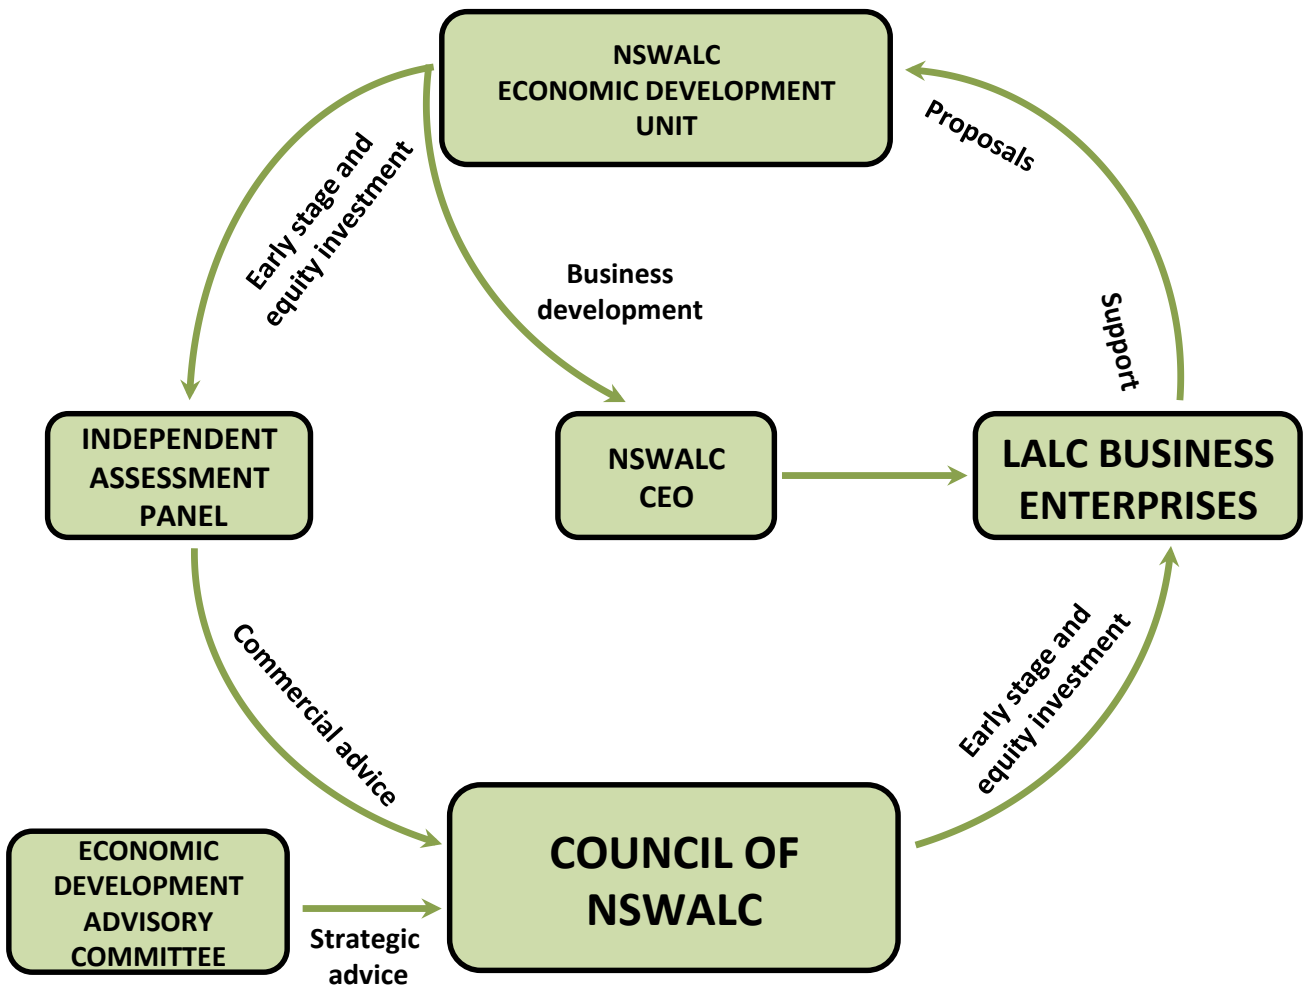 NSWALC
ECONOMIC DEVELOPMENT
UNIT
Proposals
Early stage and
equity investment
Business
development
Support
INDEPENDENT
ASSESSMENT
PANEL
NSWALC
CEO
LALC BUSINESS
ENTERPRISES
Commercial advice
Early stage and
equity investment
ECONOMIC
DEVELOPMENT
ADVISORY
COMMITTEE
Strategic
advice
COUNCIL OF
NSWALC